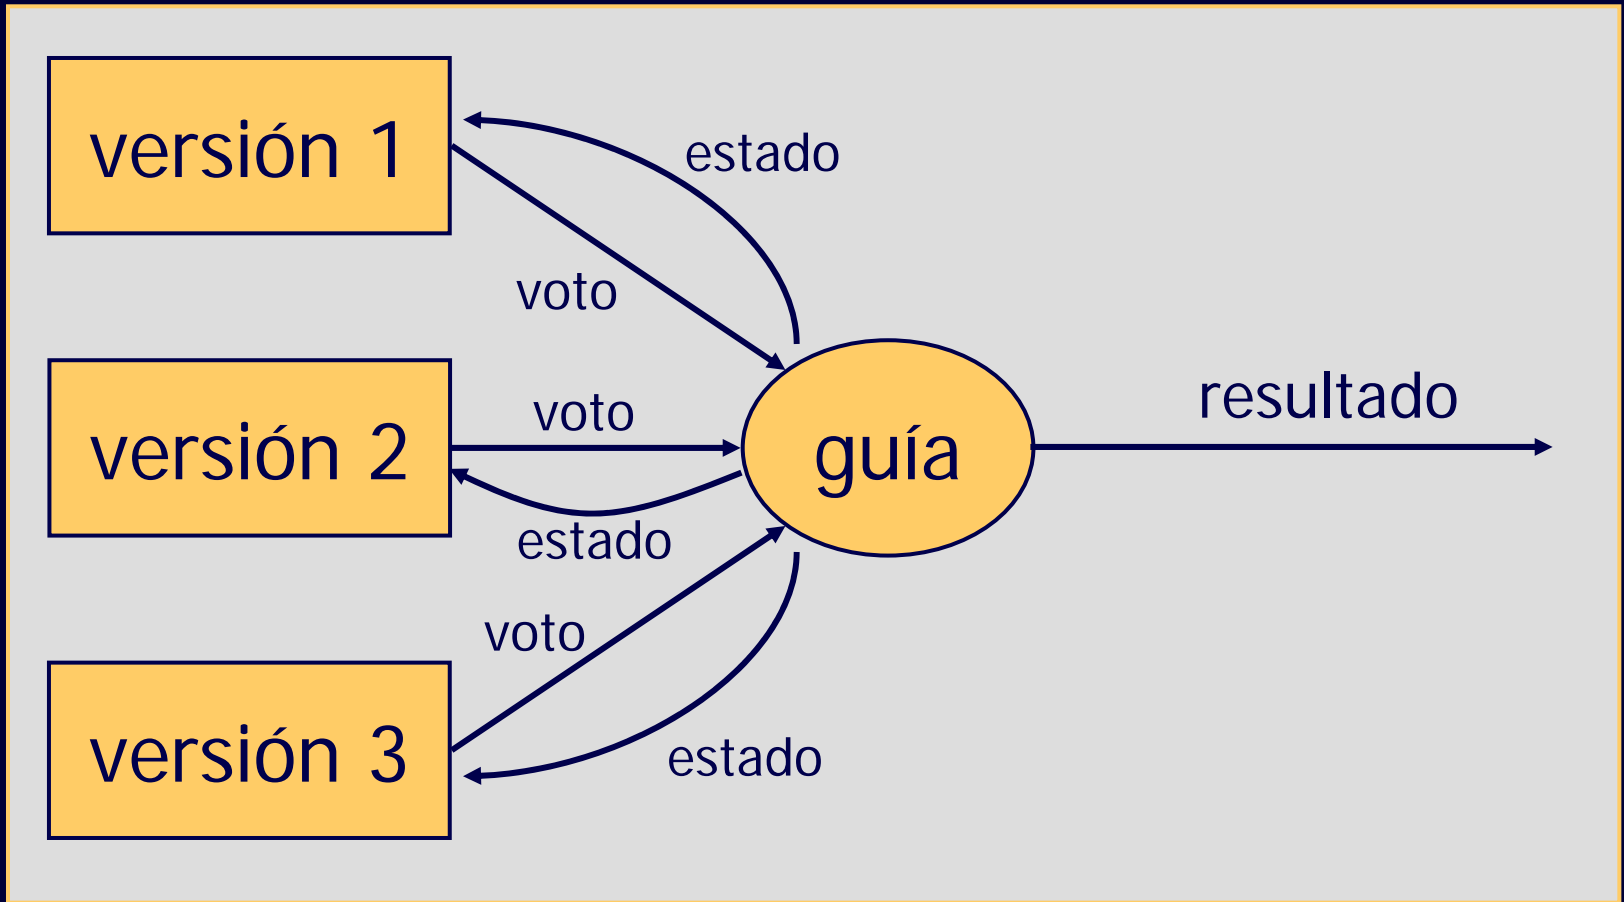 versión 1
estado
voto
versión 2
voto
guía
resultado
estado
voto
versión 3
estado